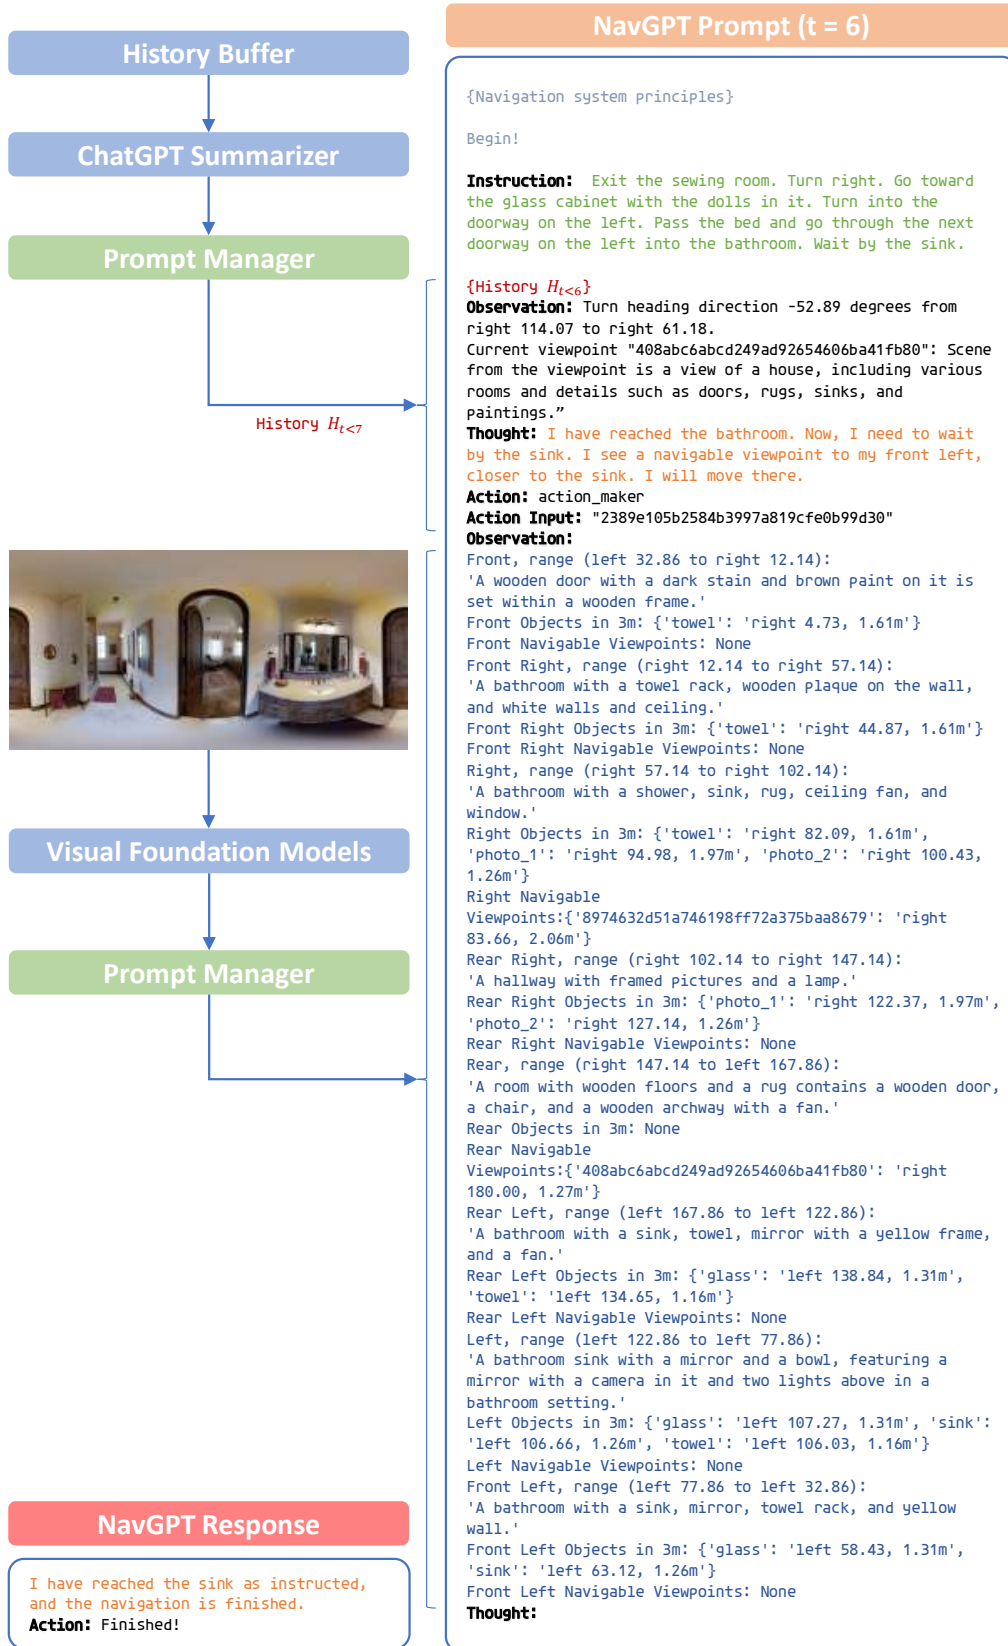 History Buffer
ChatGPT Summarizer
Prompt Manager
History H_{t<7}
Visual Foundation Models
Prompt Manager
NavGPT Response
I have reached the sink as instructed,
and the navigation is finished.
Action: Finished!
NavGPT Prompt (t = 6)
{Navigation system principles}
Begin!
Instruction: Exit the sewing room. Turn right. Go toward
the glass cabinet with the dolls in it. Turn into the
doorway on the left. Pass the bed and go through the next
doorway on the left into the bathroom. Wait by the sink.
{History H_{t<6}}
Observation: Turn heading direction -52.89 degrees from
right 114.07 to right 61.18.
Current viewpoint "408abc6abcd249ad92654606ba41fb80": Scene
from the viewpoint is a view of a house, including various
rooms and details such as doors, rugs, sinks, and
paintings.”
Thought: I have reached the bathroom. Now, I need to wait
by the sink. I see a navigable viewpoint to my front left,
closer to the sink. I will move there.
Action: action_maker
Action Input: "2389e105b2584b3997a819cfe0b99d30"
Observation:
Front, range (left 32.86 to right 12.14):
'A wooden door with a dark stain and brown paint on it is
set within a wooden frame.'
Front Objects in 3m: {'towel': 'right 4.73, 1.61m'}
Front Navigable Viewpoints: None
Front Right, range (right 12.14 to right 57.14):
'A bathroom with a towel rack, wooden plaque on the wall,
and white walls and ceiling.'
Front Right Objects in 3m: {'towel': 'right 44.87, 1.61m'}
Front Right Navigable Viewpoints: None
Right, range (right 57.14 to right 102.14):
'A bathroom with a shower, sink, rug, ceiling fan, and
window.'
Right Objects in 3m: {'towel': 'right 82.09, 1.61m',
'photo_1': 'right 94.98, 1.97m', 'photo_2': 'right 100.43,
1.26m'}
Right Navigable
Viewpoints:{'8974632d51a746198ff72a375baa8679': 'right
83.66, 2.06m'}
Rear Right, range (right 102.14 to right 147.14):
'A hallway with framed pictures and a lamp.'
Rear Right Objects in 3m: {'photo_1': 'right 122.37, 1.97m',
'photo_2': 'right 127.14, 1.26m'}
Rear Right Navigable Viewpoints: None
Rear, range (right 147.14 to left 167.86):
'A room with wooden floors and a rug contains a wooden door,
a chair, and a wooden archway with a fan.'
Rear Objects in 3m: None
Rear Navigable
Viewpoints:{'408abc6abcd249ad92654606ba41fb80': 'right
180.00, 1.27m'}
Rear Left, range (left 167.86 to left 122.86):
'A bathroom with a sink, towel, mirror with a yellow frame,
and a fan.'
Rear Left Objects in 3m: {'glass': 'left 138.84, 1.31m',
'towel': 'left 134.65, 1.16m'}
Rear Left Navigable Viewpoints: None
Left, range (left 122.86 to left 77.86):
'A bathroom sink with a mirror and a bowl, featuring a
mirror with a camera in it and two lights above in a
bathroom setting.'
Left Objects in 3m: {'glass': 'left 107.27, 1.31m', 'sink':
'left 106.66, 1.26m', 'towel': 'left 106.03, 1.16m'}
Left Navigable Viewpoints: None
Front Left, range (left 77.86 to left 32.86):
'A bathroom with a sink, mirror, towel rack, and yellow
wall.'
Front Left Objects in 3m: {'glass': 'left 58.43, 1.31m',
'sink': 'left 63.12, 1.26m'}
Front Left Navigable Viewpoints: None
Thought: